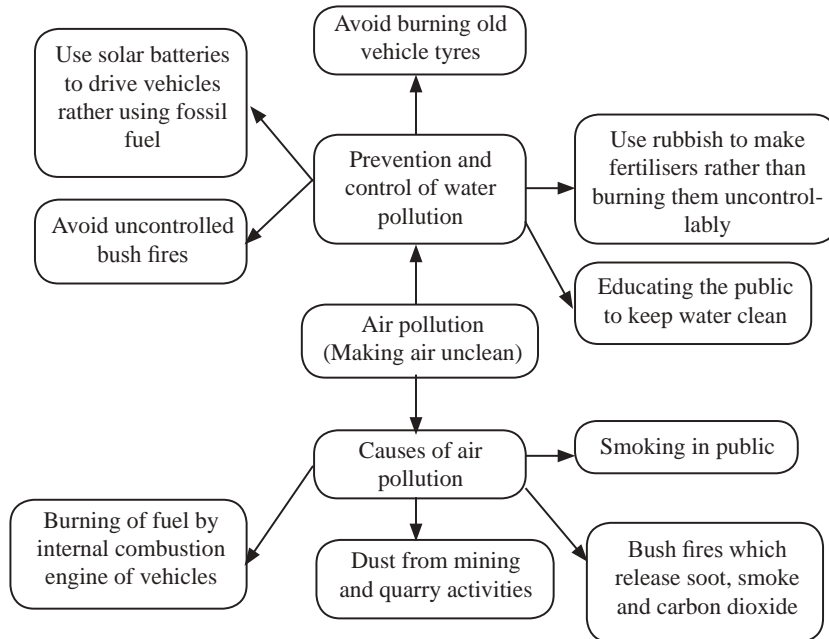 Avoid burning old
vehicle tyres
Use solar batteries
to drive vehicles
rather using fossil
fuel
Prevention and
control of water
pollution
Use rubbish to make
fertilisers rather than
burning them uncontrol-
lably
Avoid uncontrolled
bush fires
Educating the public
to keep water clean
Air pollution
(Making air unclean)
Causes of air
pollution
Smoking in public
Burning of fuel by
internal combustion
engine of vehicles
Dust from mining
and quarry activities
Bush fires which
release soot, smoke
and carbon dioxide